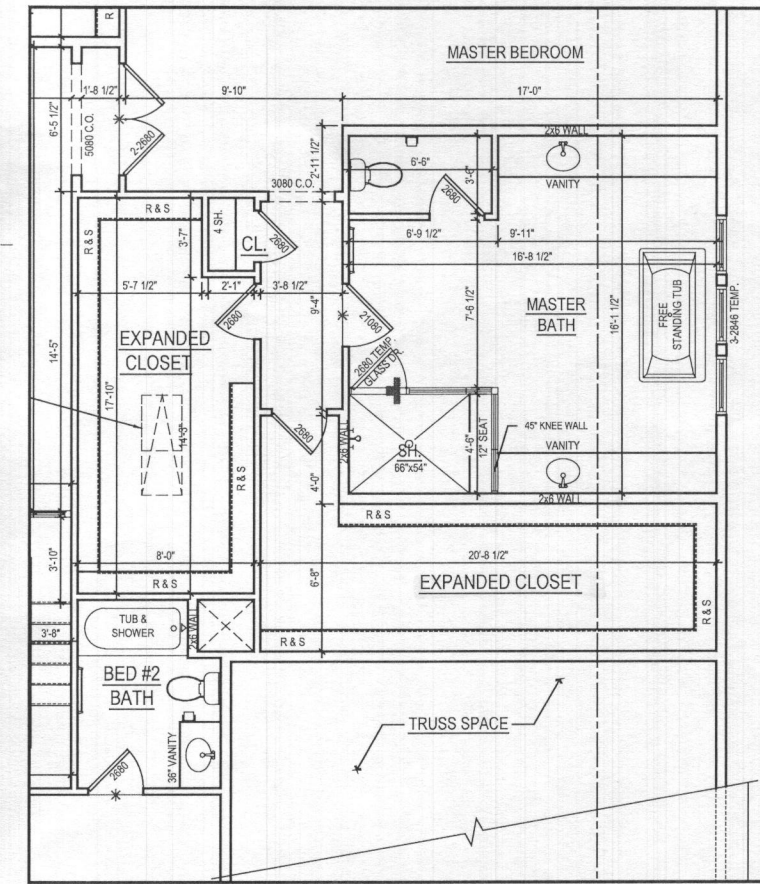 R
MASTER BEDROOM
1'-8 1/2"
9'-10"
17'-0"
6'-5 1/2"
5080 C.O.
2-2680
2'-11 1/2"
2x6 WALL
6'-6"
3'-6"
VANITY
3080 C.O.
2680
R & S
R & S
3'-7"
4 SH.
CL.
2680
6'-9 1/2"
9'-11"
16'-8 1/2"
5'-7 1/2"
2'-1"
3'-8 1/2"
9'-4"
2680
21080
7'-6 1/2"
MASTER
BATH
16'-1 1/2"
FREE
STANDING TUB
3-2846 TEMP.
EXPANDED
CLOSET
14'-5"
17'-10"
14'-3"
2680 TEMP.
GLASS DR.
2680
2x6 WALL
SH.
66"x54"
4'-6"
12" SEAT
45" KNEE WALL
VANITY
2x6 WALL
R & S
4'-0"
R & S
3'-10"
8'-0"
20'-8 1/2"
6'-8"
EXPANDED CLOSET
R & S
R & S
R & S
TUB &
SHOWER
2x6 WALL
3'-8"
BED #2
BATH
36" VANITY
2680
TRUSS SPACE